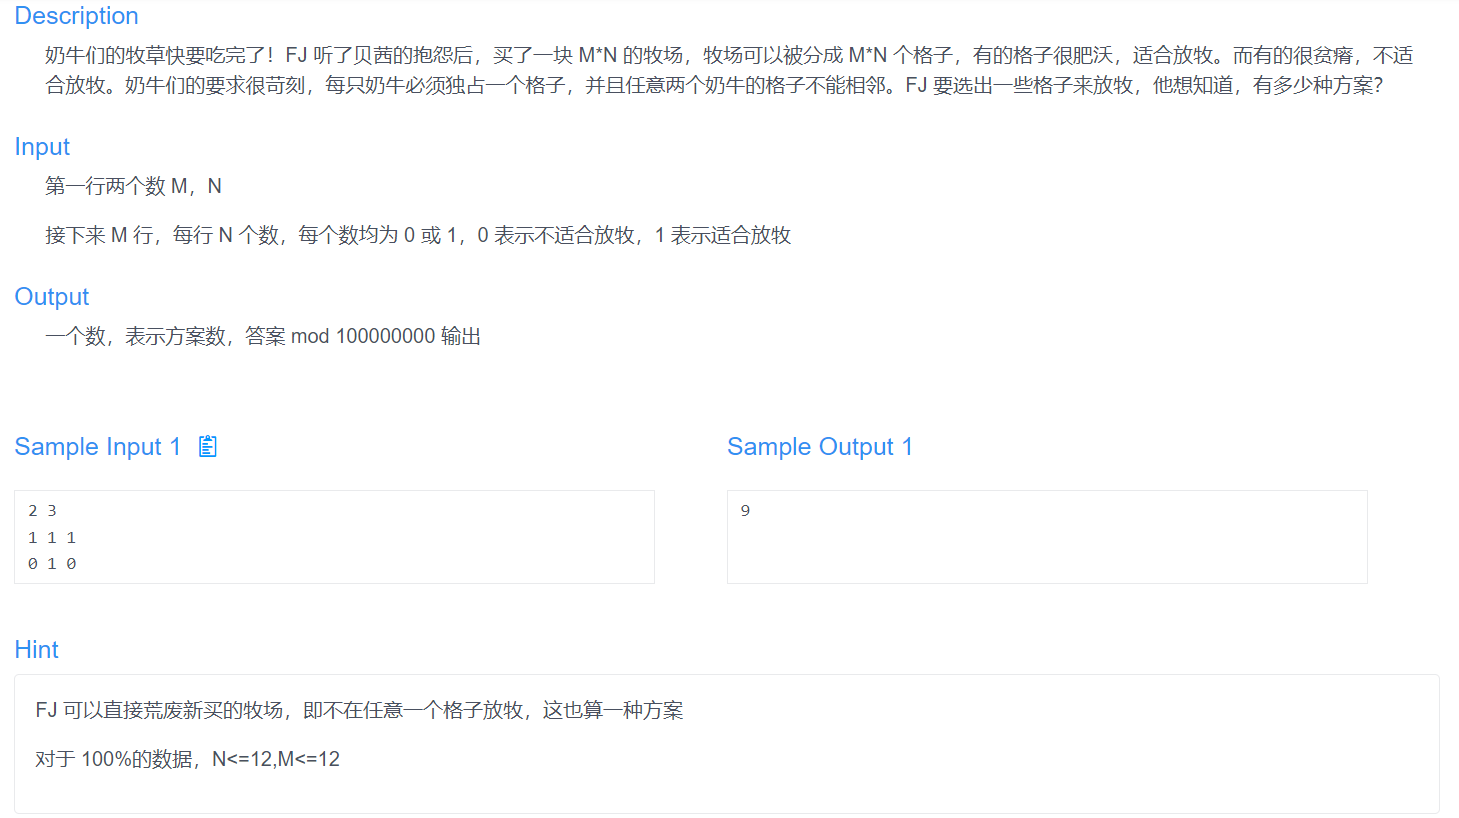 Description
奶牛们的牧草快要吃完了！FJ 听了贝茜的抱怨后，买了一块 M*N 的牧场，牧场可以被分成 M*N 个格子，有的格子很肥沃，适合放牧。而有的很贫瘠，不适
合放牧。奶牛们的要求很苛刻，每只奶牛必须独占一个格子，并且任意两个奶牛的格子不能相邻。FJ 要选出一些格子来放牧，他想知道，有多少种方案？
Input
第一行两个数 M，N
接下来 M 行，每行 N 个数，每个数均为 0 或 1，0 表示不适合放牧，1 表示适合放牧
Output
一个数，表示方案数，答案 mod 100000000 输出
Sample Input 1
Sample Output 1
2 3
1 1 1
0 1 0
9
Hint
FJ 可以直接荒废新买的牧场，即不在任意一个格子放牧，这也算一种方案
对于 100%的数据，N<=12,M<=12